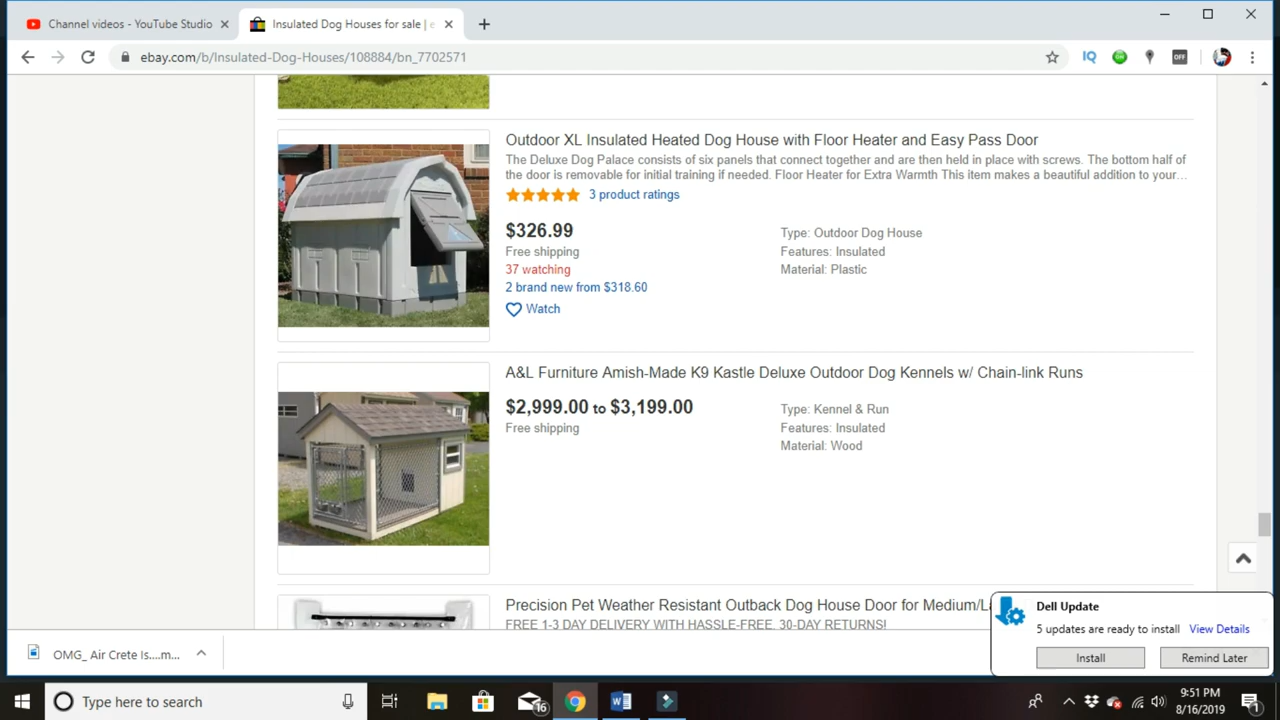 Channel videos - YouTube Studio
Insulated Dog Houses for sale |
ebay.com/b/Insulated-Dog-Houses/108884/bn_7702571
IQ
OFF
Outdoor XL Insulated Heated Dog House with Floor Heater and Easy Pass Door
The Deluxe Dog Palace consists of six panels that connect together and are then held in place with screws. The bottom half of
the door is removable for initial training if needed. Floor Heater for Extra Warmth This item makes a beautiful addition to your…
3 product ratings
$326.99
Free shipping
37 watching
2 brand new from $318.60
Watch
Type: Outdoor Dog House
Features: Insulated
Material: Plastic
A&L Furniture Amish-Made K9 Kastle Deluxe Outdoor Dog Kennels w/ Chain-link Runs
$2,999.00 to $3,199.00
Free shipping
Type: Kennel & Run
Features: Insulated
Material: Wood
Precision Pet Weather Resistant Outback Dog House Door for Medium/La
FREE 1-3 DAY DELIVERY WITH HASSLE-FREE, 30-DAY RETURNS!
Dell Update
5 updates are ready to install View Details
Install
Remind Later
OMG_ Air Crete Is....m...
Type here to search
16
9:51 PM
8/16/2019
1